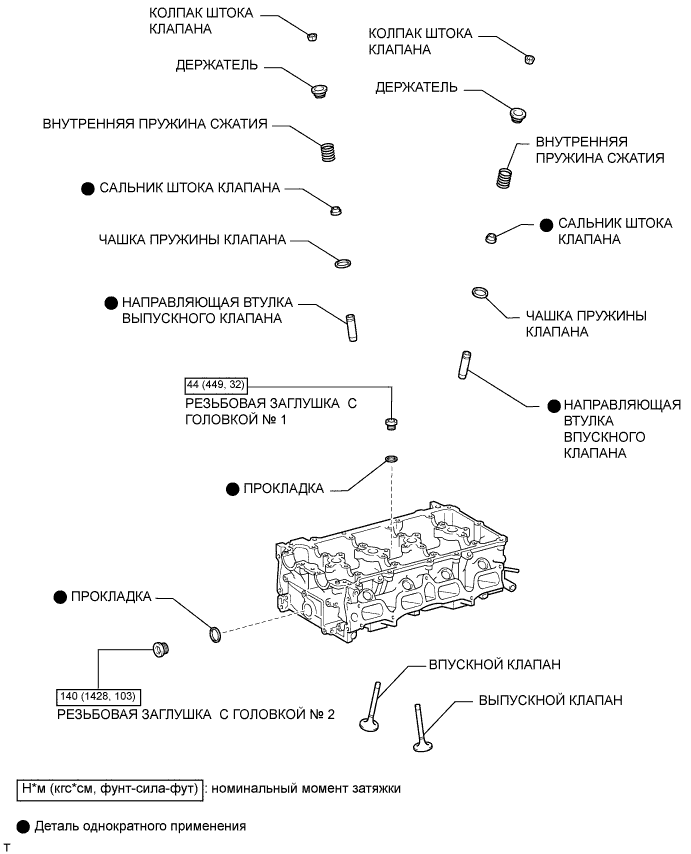 КОЛПАК ШТОКА
КЛАПАНА
КОЛПАК ШТОКА
КЛАПАНА
ДЕРЖАТЕЛЬ
ДЕРЖАТЕЛЬ
ВНУТРЕННЯЯ ПРУЖИНА СЖАТИЯ
ВНУТРЕННЯЯ
ПРУЖИНА СЖАТИЯ
САЛЬНИК ШТОКА КЛАПАНА
САЛЬНИК ШТОКА
КЛАПАНА
ЧАШКА ПРУЖИНЫ КЛАПАНА
НАПРАВЛЯЮЩАЯ ВТУЛКА
ВЫПУСКНОГО КЛАПАНА
ЧАШКА ПРУЖИНЫ
КЛАПАНА
44 (449, 32)
РЕЗЬБОВАЯ ЗАГЛУШКА С
ГОЛОВКОЙ № 1
НАПРАВЛЯЮЩАЯ
ВТУЛКА
ВПУСКНОГО
КЛАПАНА
ПРОКЛАДКА
ПРОКЛАДКА
140 (1428, 103)
РЕЗЬБОВАЯ ЗАГЛУШКА С ГОЛОВКОЙ № 2
ВПУСКНОЙ КЛАПАН
ВЫПУСКНОЙ КЛАПАН
Н*м (кгс*см, фунт-сила-фут) : номинальный момент затяжки
Деталь однократного применения
T